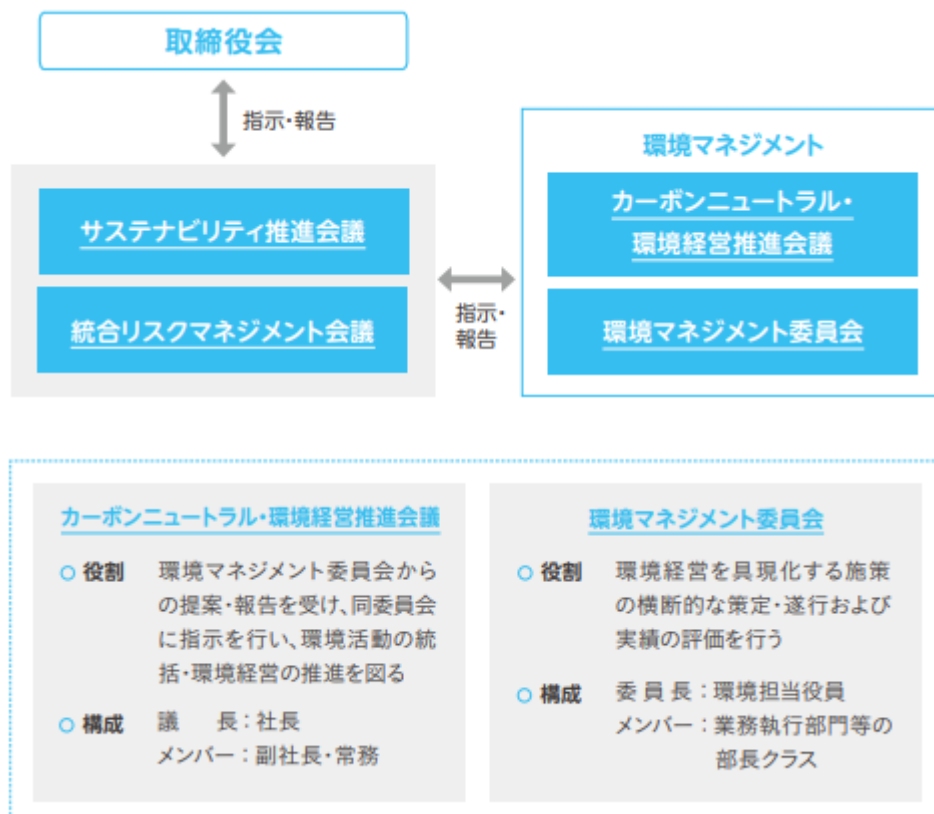 取締役会
指示・報告
サステナビリティ推進会議
統合リスクマネジメント会議
指示・
報告
環境マネジメント
カーボンニュートラル・
環境経営推進会議
環境マネジメント委員会
カーボンニュートラル・環境経営推進会議
役割 環境マネジメント委員会から
の提案・報告を受け、同委員会
に指示を行い、環境活動の統
括・環境経営の推進を図る
構成 議　長：社長
メンバー：副社長・常務
環境マネジメント委員会
役割 環境経営を具現化する施策
の横断的な策定・遂行および
実績の評価を行う
構成 委員長：環境担当役員
メンバー：業務執行部門等の
部長クラス